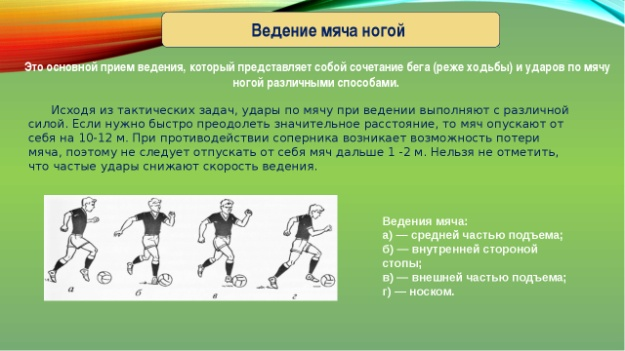 Ведение мяча ногой
Это основной прием ведения, который представляет собой сочетание бега (реже ходьбы) и ударов по мячу
ногой различными способами.
Исходя из тактических задач, удары по мячу при ведении выполняют с различной
силой. Если нужно быстро преодолеть значительное расстояние, то мяч опускают от
себя на 10-12 м. При противодействии соперника возникает возможность потери
мяча, поэтому не следует отпускать от себя мяч дальше 1 -2 м. Нельзя не отметить,
что частые удары снижают скорость ведения.
Ведения мяча:
а) — средней частью подъема;
б) — внутренней стороной
стопы;
в) — внешней частью подъема;
г) — носком.
а б в г